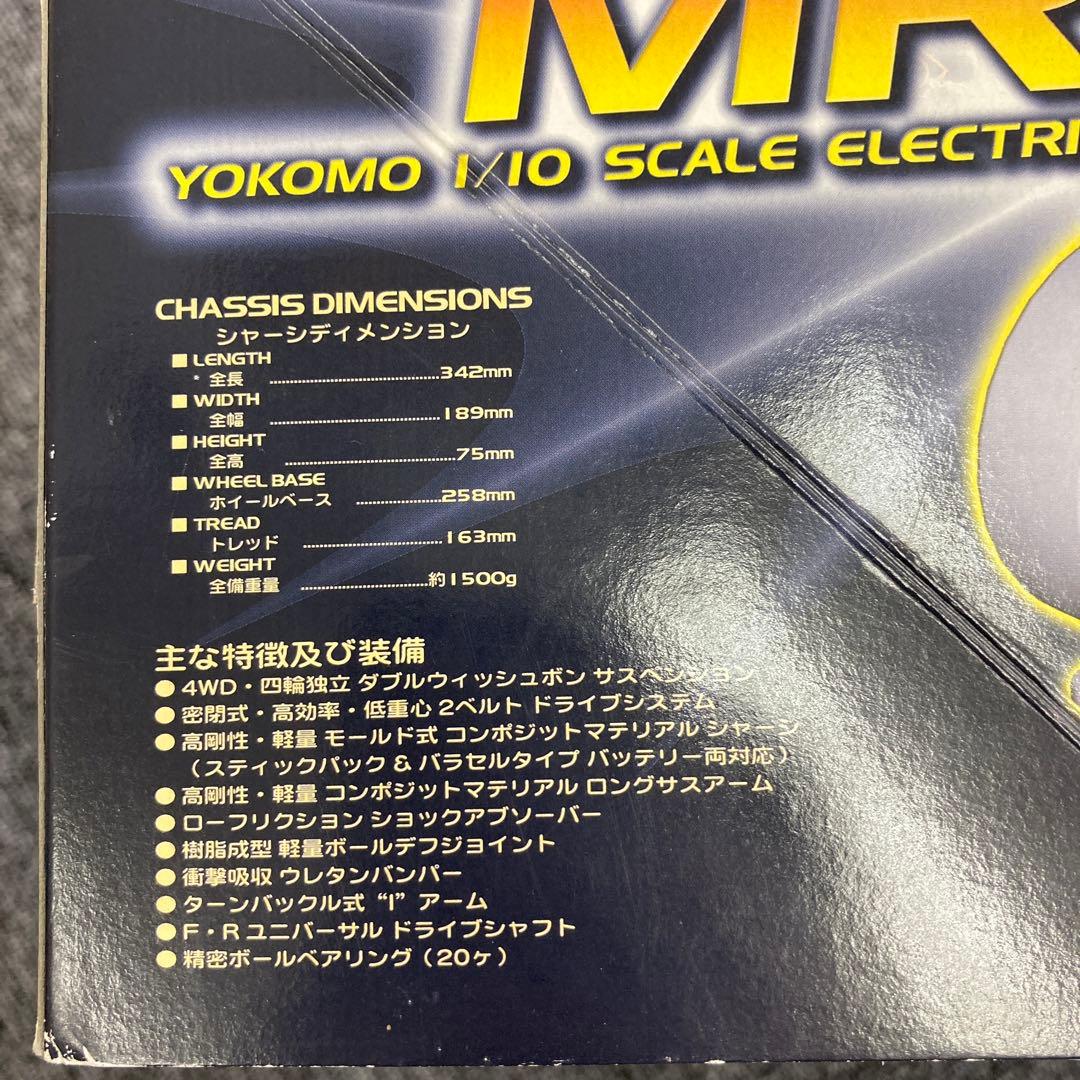 MR
YOKOMO 1/10 SCALE ELECTRI
CHASSIS DIMENSIONS
シャーシディメンション
■ LENGTH
全長 ..........342mm
■ WIDTH
全幅 ..........189mm
■ HEIGHT
全高 ..........75mm
■ WHEEL BASE
ホイールベース ..........258mm
■ TREAD
トレッド ..........163mm
■ WEIGHT
全備重量 ..........約1500g
主な特徴及び装備
● 4WD・四輪独立 ダブルウィッシュボン サスペンション
● 密閉式・高効率・低重心 2ベルト ドライブシステム
● 高剛性・軽量 モールド式 コンポジットマテリアル シャーシ
（スティックパック & バラセルタイプ バッテリー両対応）
● 高剛性・軽量 コンポジットマテリアル ロングサスアーム
● ローフリクション ショックアブソーバー
● 樹脂成型 軽量ボールデフジョイント
● 衝撃吸収 ウレタンバンパー
● ターンバックル式 “I” アーム
● F・R ユニバーサル ドライブシャフト
● 精密ボールベアリング（20ヶ）